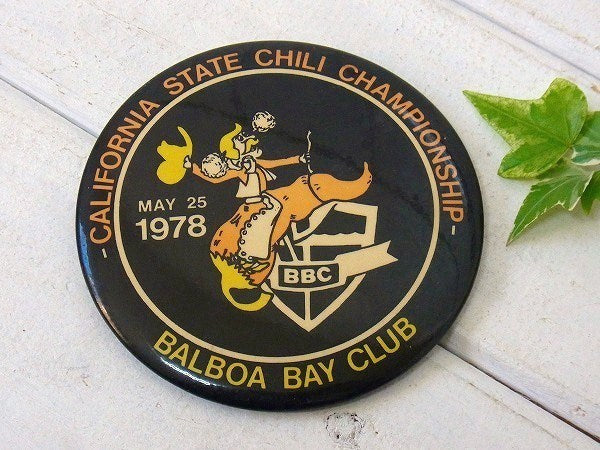 - CALIFORNIA STATE CHILI CHAMPIONSHIP -
MAY 25
1978
BBC
BALBOA BAY CLUB